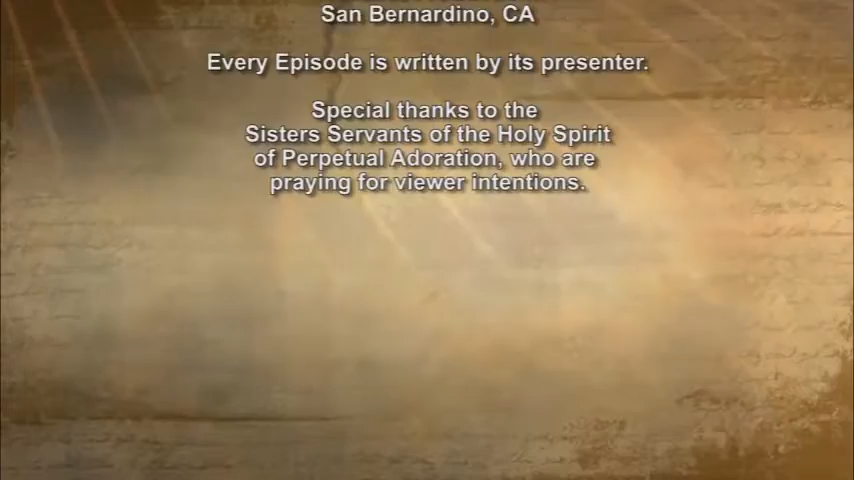 San Bernardino, CA
Every Episode is written by its presenter.
Special thanks to the
Sisters Servants of the Holy Spirit
of Perpetual Adoration, who are
praying for viewer intentions.